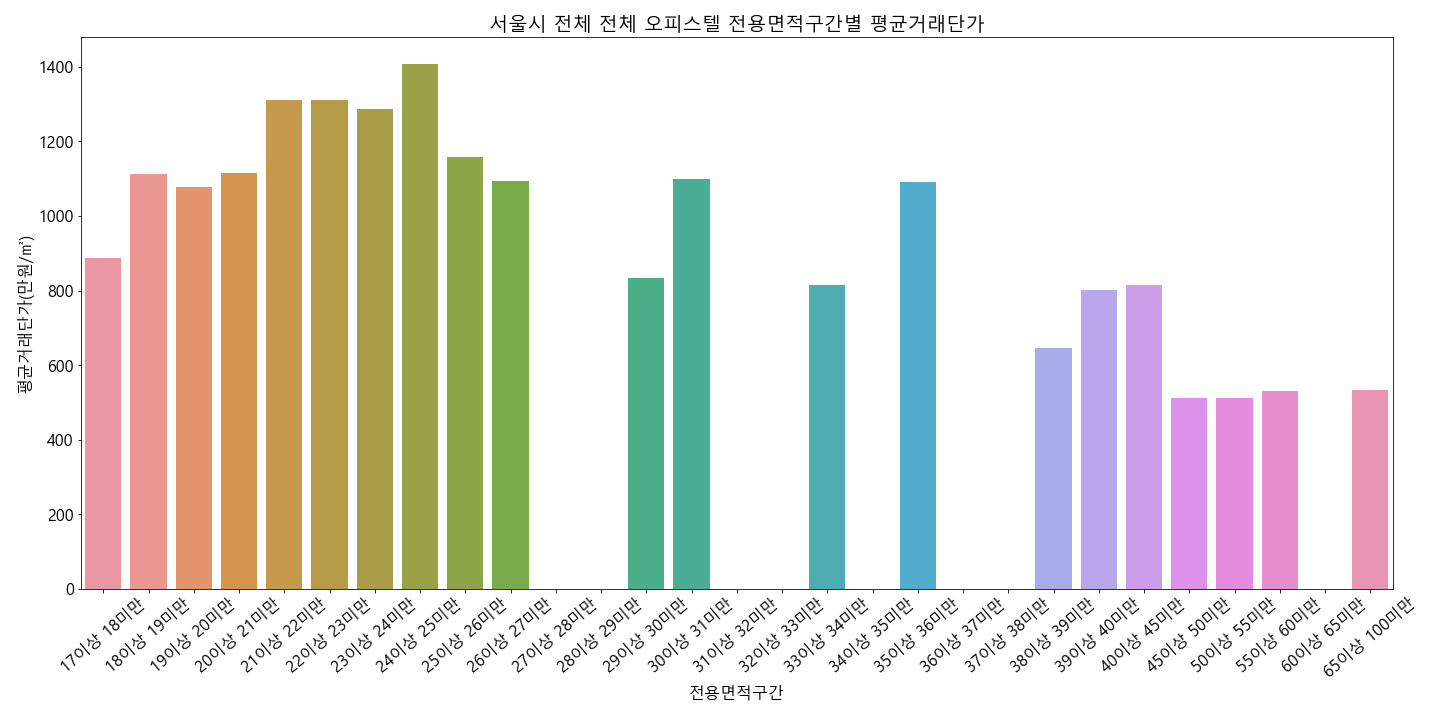 서울시 전체 전체 오피스텔 전용면적구간별 평균거래단가
평균거래단가(만원/㎡)
1400
1200
1000
800
600
400
200
0
17이상 18미만
18이상 19미만
19이상 20미만
20이상 21미만
21이상 22미만
22이상 23미만
23이상 24미만
24이상 25미만
25이상 26미만
26이상 27미만
27이상 28미만
28이상 29미만
29이상 30미만
30이상 31미만
31이상 32미만
32이상 33미만
33이상 34미만
34이상 35미만
35이상 36미만
36이상 37미만
37이상 38미만
38이상 39미만
39이상 40미만
40이상 45미만
45이상 50미만
50이상 55미만
55이상 60미만
60이상 65미만
65이상 100미만
전용면적구간